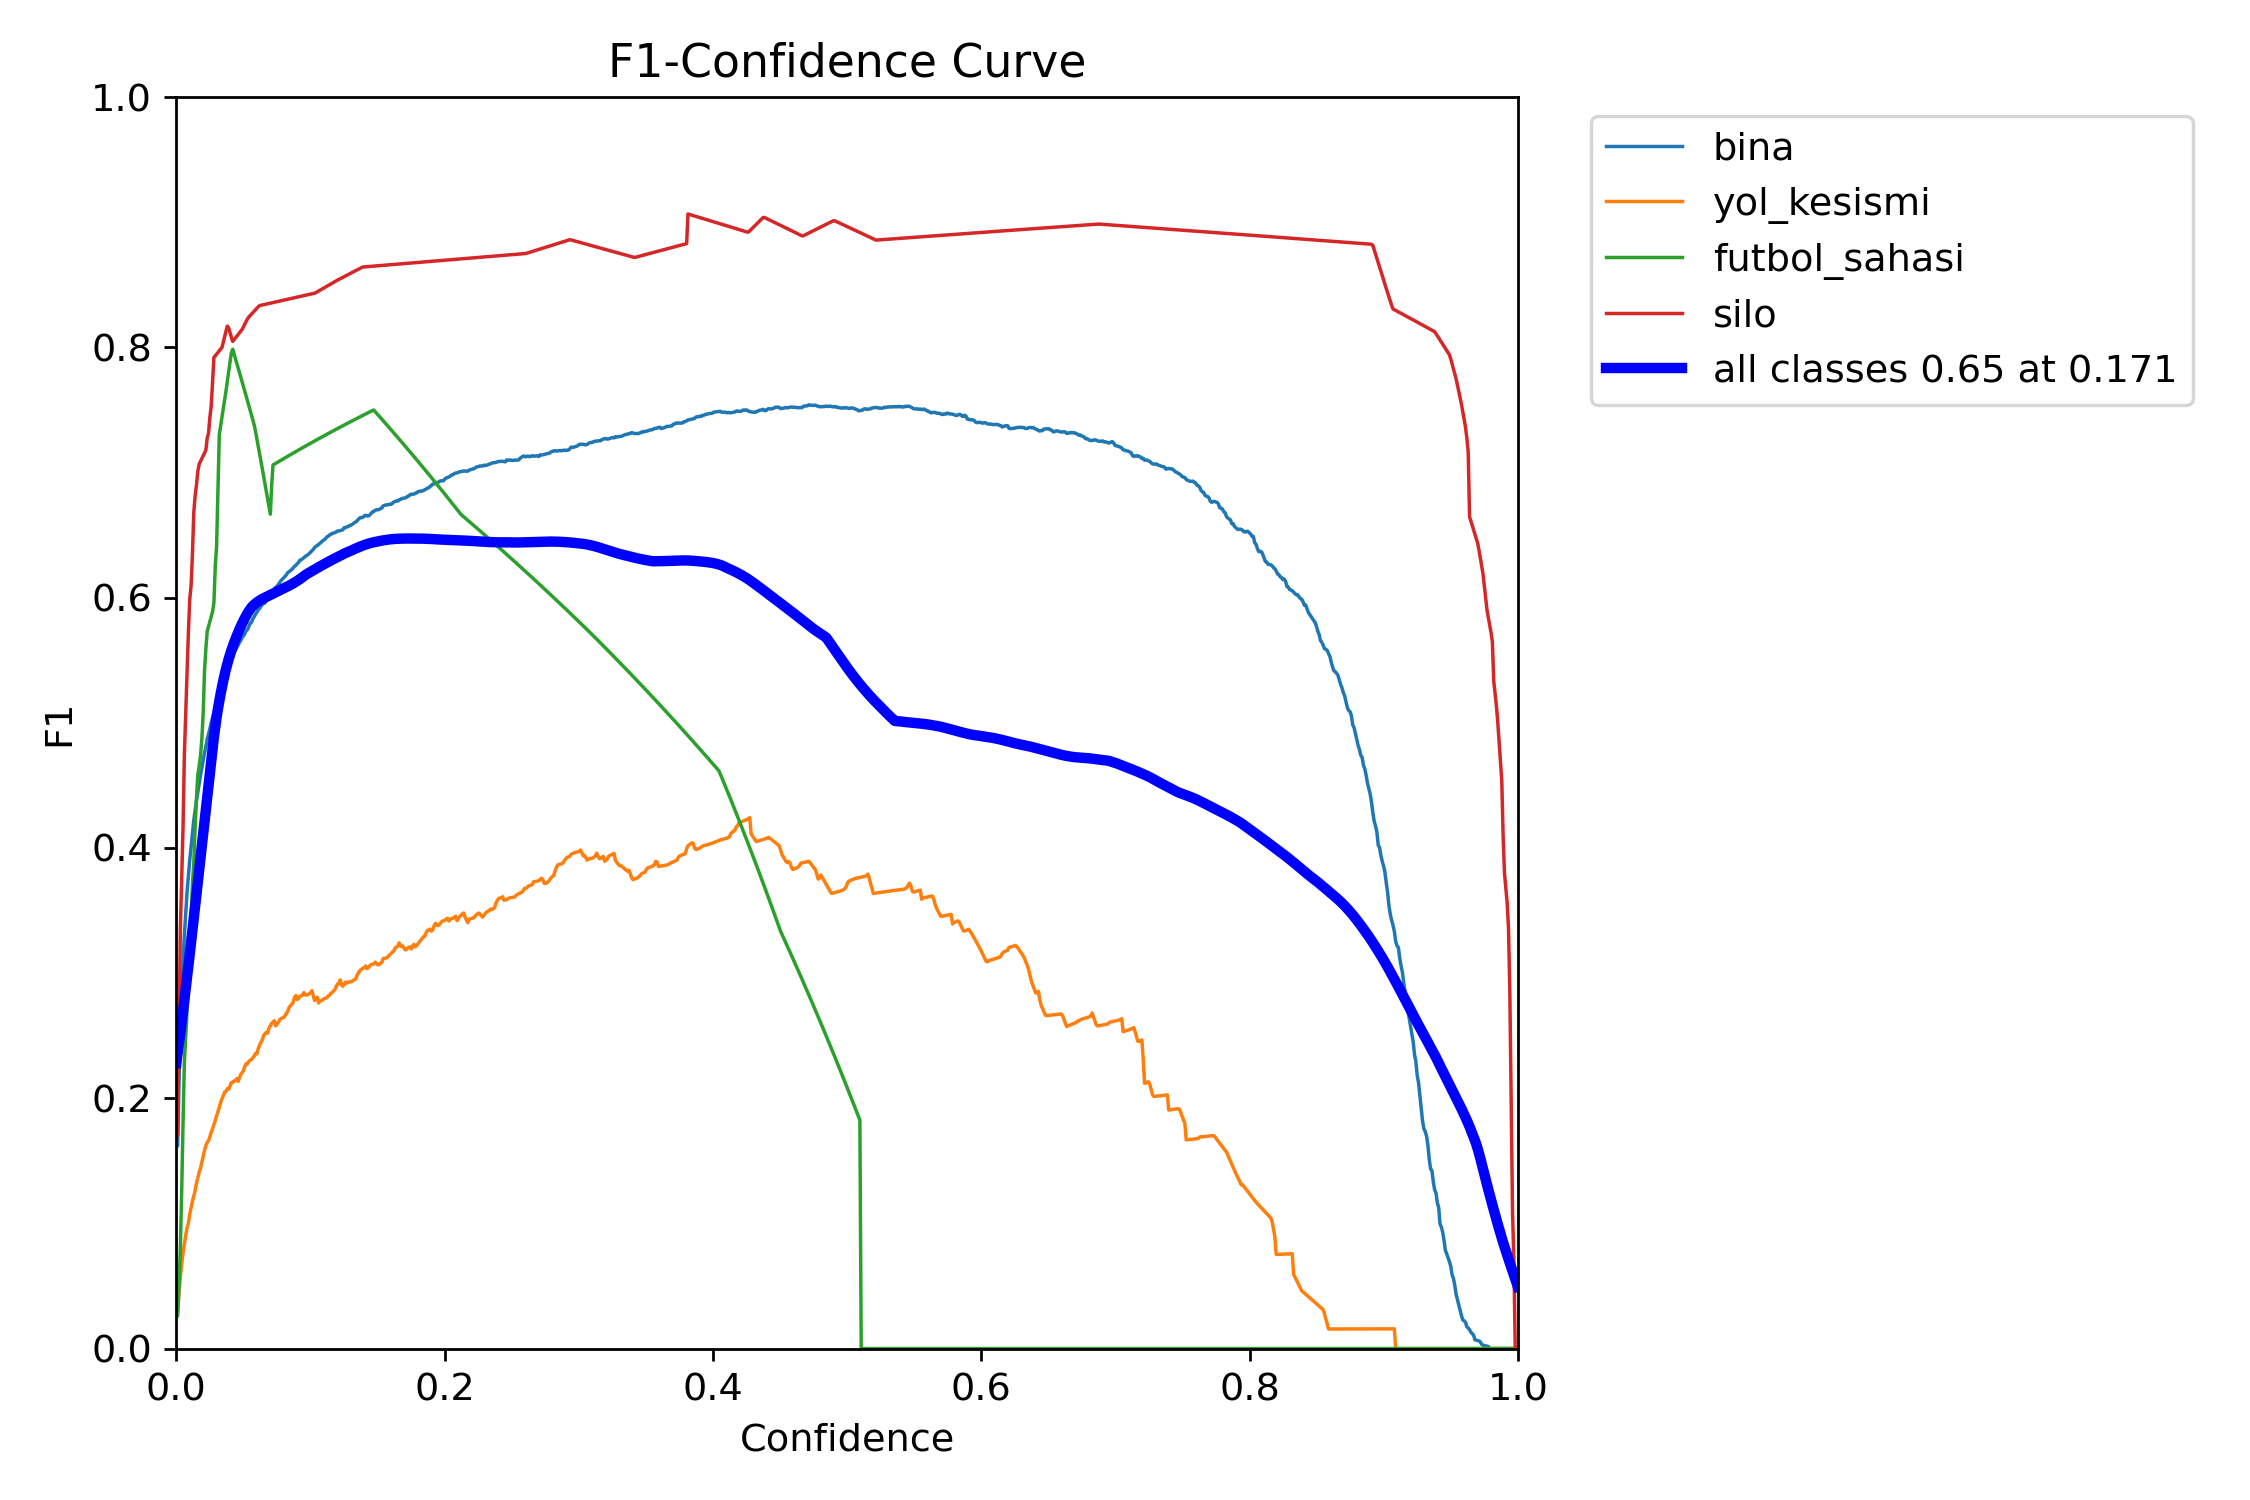 F1-Confidence Curve
1.0
0.8
0.6
0.4
0.2
0.0
F1
0.0 0.2 0.4 0.6 0.8 1.0
Confidence
bina
yol_kesismi
futbol_sahasi
silo
all classes 0.65 at 0.171